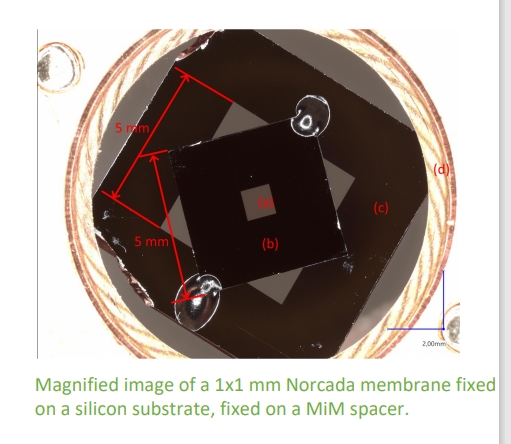 5 mm
(d)
(a)
(c)
5 mm
(b)
2,00mm
Magnified image of a 1x1 mm Norcada membrane fixed
on a silicon substrate, fixed on a MiM spacer.